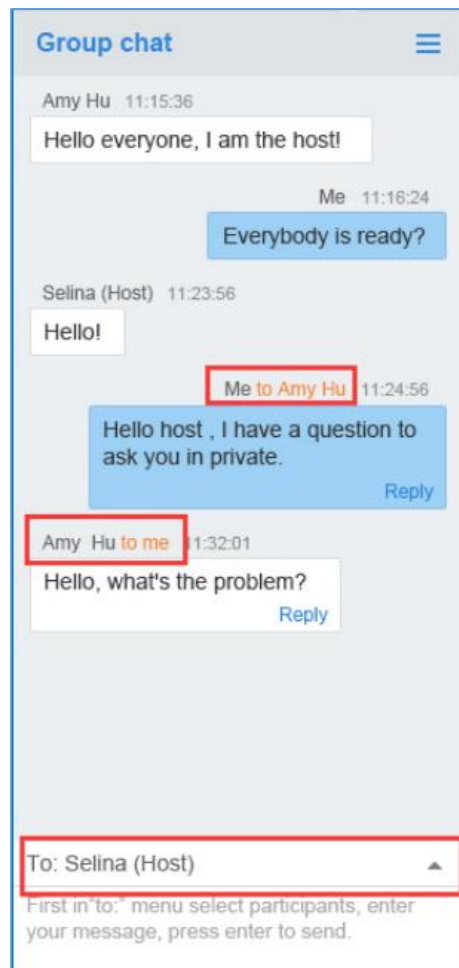 Group chat
Amy Hu 11:15:36
Hello everyone, I am the host!
Me 11:16:24
Everybody is ready?
Selina (Host) 11:23:56
Hello!
Me to Amy Hu 11:24:56
Hello host , I have a question to
ask you in private.
Reply
Amy Hu to me 11:32:01
Hello, what's the problem?
Reply
To: Selina (Host)
First in"to:" menu select participants, enter
your message, press enter to send.